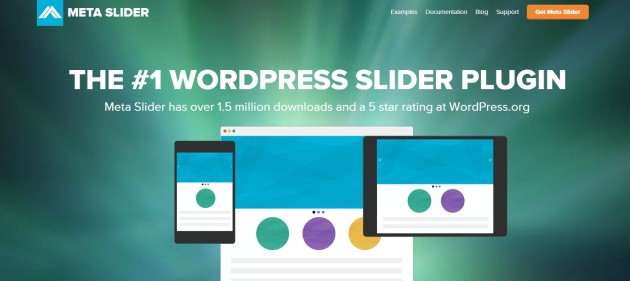 META SLIDER
Examples Documentation Blog Support Get Meta Slider
THE #1 WORDPRESS SLIDER PLUGIN
Meta Slider has over 1.5 million downloads and a 5 star rating at WordPress.org